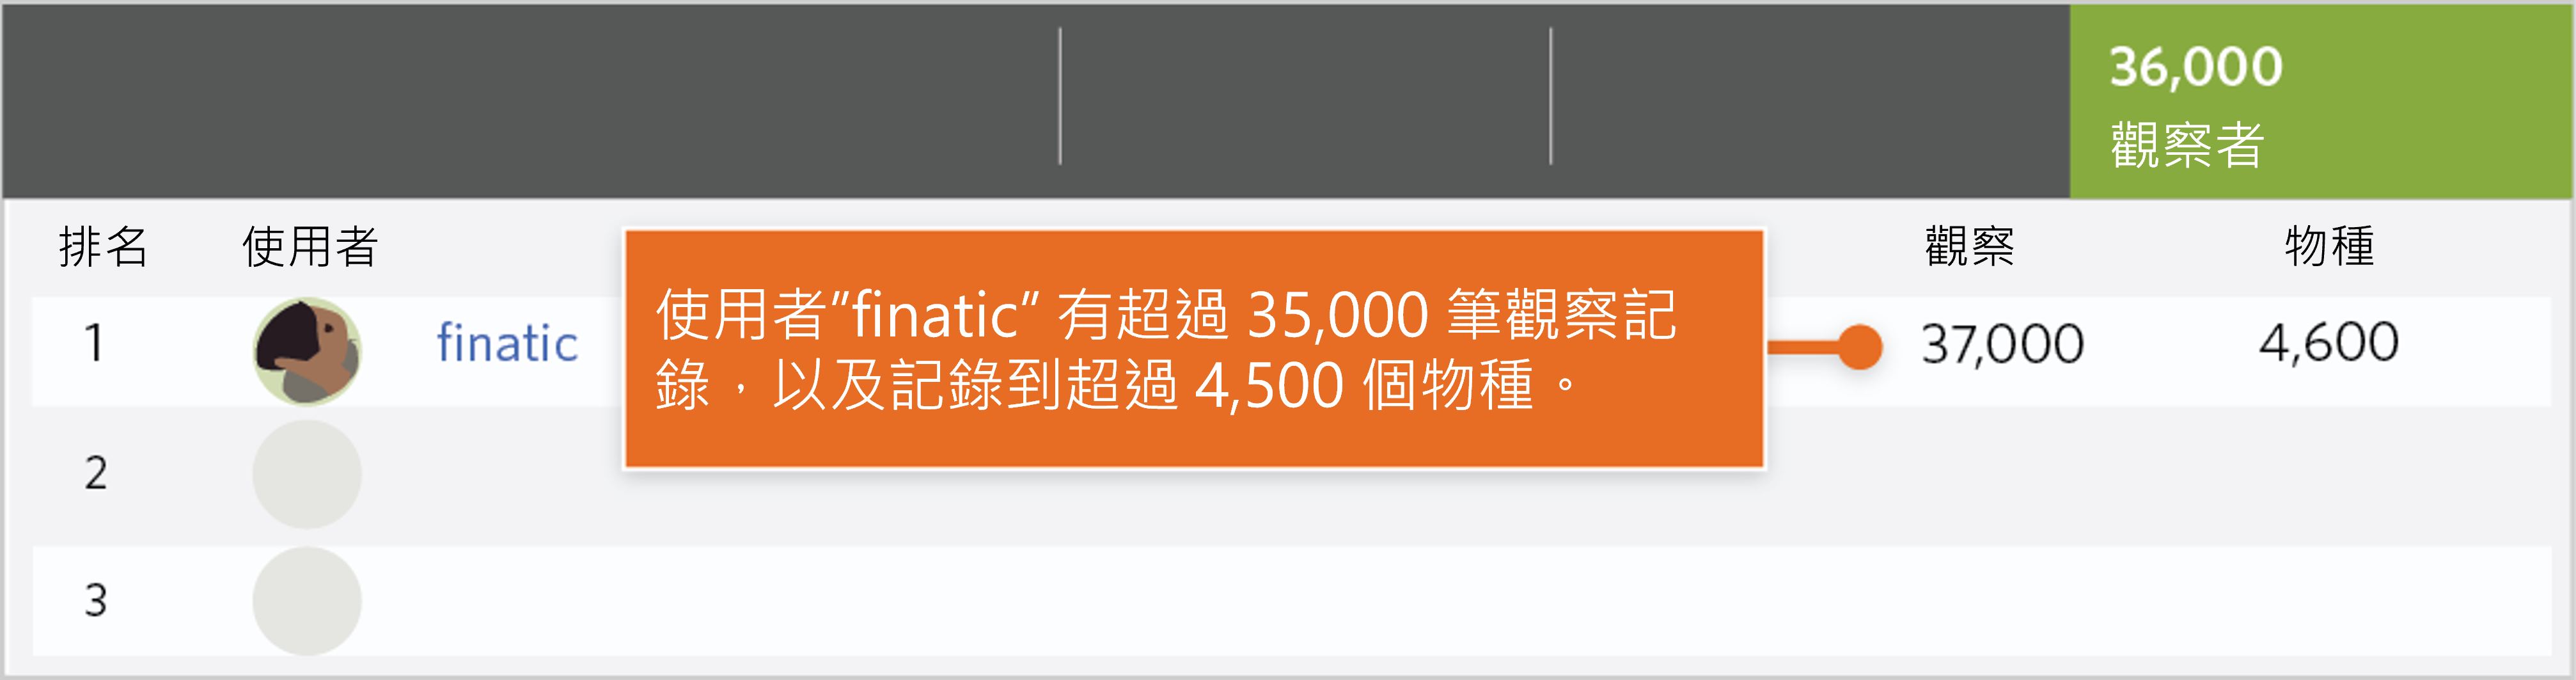 36,000
觀察者
排名 使用者 觀察 物種
1 finatic 37,000 4,600
使用者”finatic” 有超過 35,000 筆觀察記
錄，以及記錄到超過 4,500 個物種。
2
3